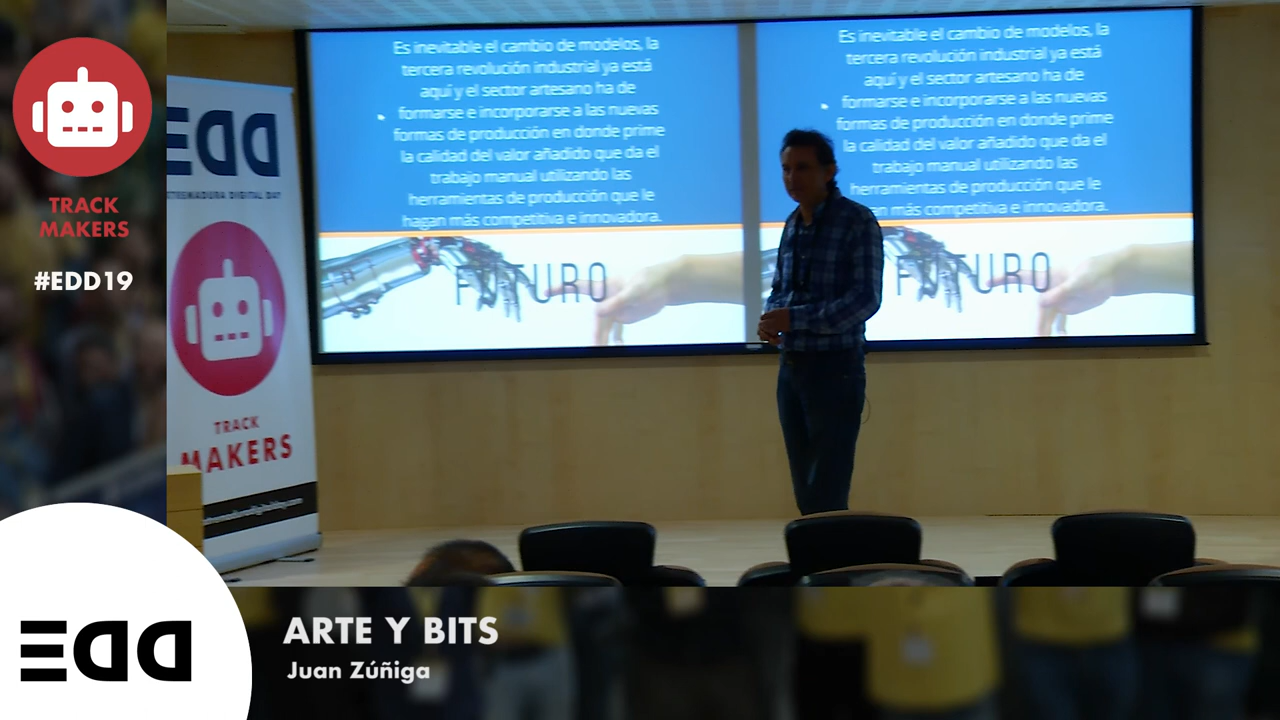 TRACK
MAKERS
#EDD19
EDD
EXTREMADURA DIGITAL DAY
TRACK
MAKERS
Es inevitable el cambio de modelos, la
tercera revolución industrial ya está
aquí y el sector artesano ha de
formarse e incorporarse a las nuevas
formas de producción en donde prime
la calidad del valor añadido que da el
trabajo manual utilizando las
herramientas de producción que le
hagan más competitiva e innovadora.
FUTURO
Es inevitable el cambio de modelos, la
tercera revolución industrial ya está
aquí y el sector artesano ha de
formarse e incorporarse a las nuevas
formas de producción en donde prime
la calidad del valor añadido que da el
trabajo manual utilizando las
herramientas de producción que le
más competitiva e innovadora.
FUTURO
EDD
ARTE Y BITS
Juan Zúñiga